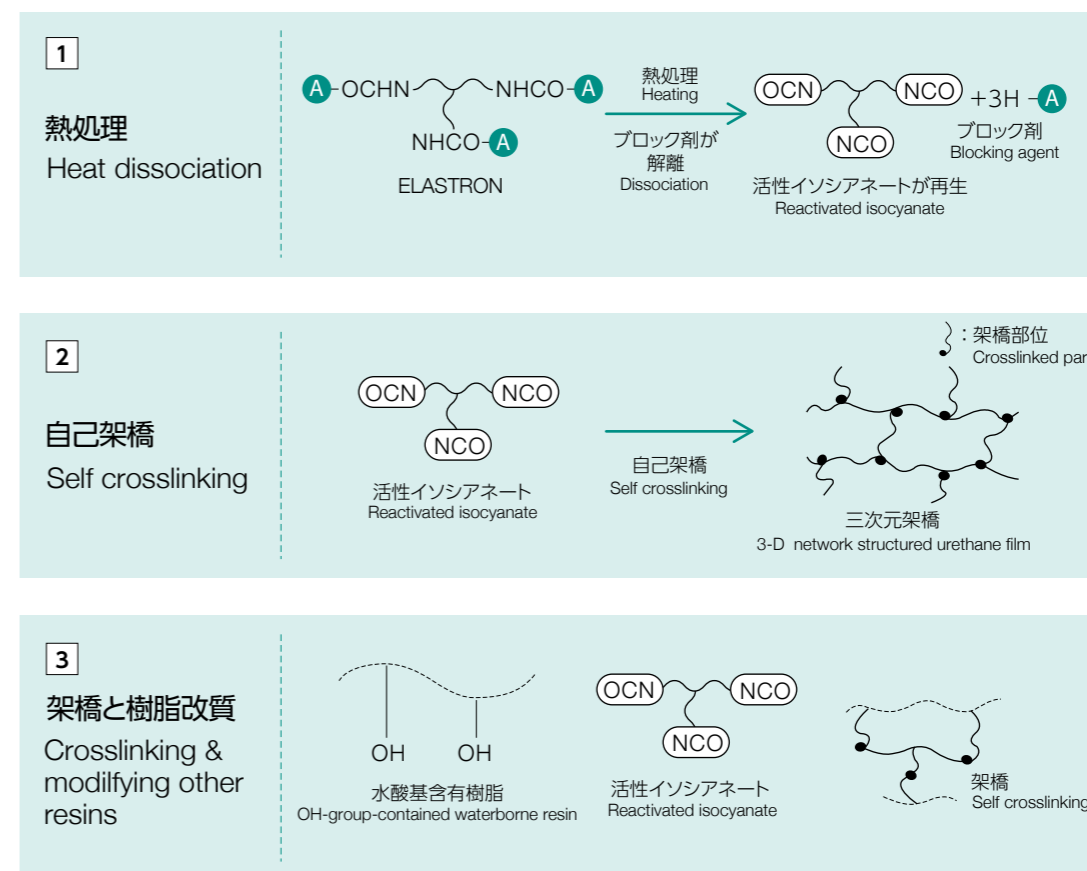 1
熱処理
Heat dissociation
A-OCHN NHCO-A
NHCO-A
ELASTRON
熱処理
Heating
ブロック剤が
解離
Dissociation
OCN NCO +3H -A
NCO
ブロック剤
Blocking agent
活性イソシアネートが再生
Reactivated isocyanate
2
自己架橋
Self crosslinking
OCN NCO
NCO
活性イソシアネート
Reactivated isocyanate
自己架橋
Self crosslinking
：架橋部位
Crosslinked par
三次元架橋
3-D network structured urethane film
3
架橋と樹脂改質
Crosslinking &
modilfying other
resins
OH OH
水酸基含有樹脂
OH-group-contained waterborne resin
OCN NCO
NCO
活性イソシアネート
Reactivated isocyanate
架橋
Self crosslinking